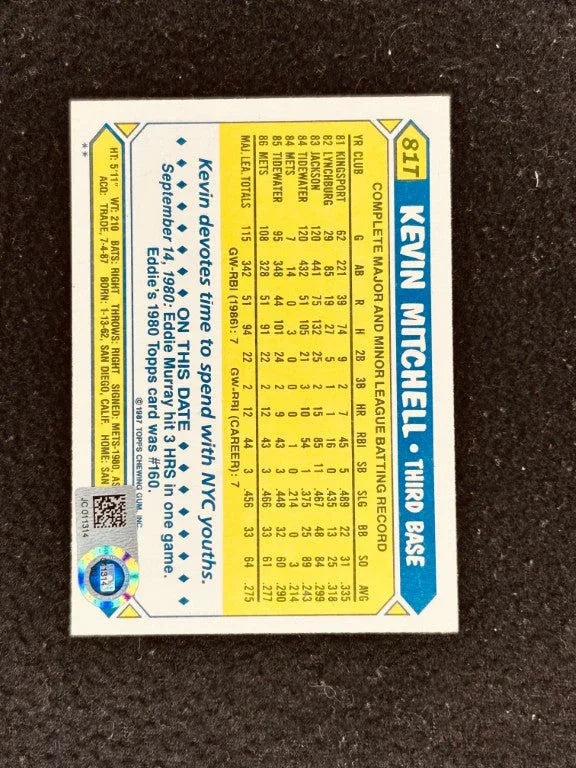 81T KEVIN MITCHELL • THIRD BASE
COMPLETE MAJOR AND MINOR LEAGUE BATTING RECORD
YR CLUB G AB R H 2B 3B HR RBI SB SLG BB SO AVG
81 KINGSPORT 62 221 39 74 9 2 7 45 5 .489 22 31 .335
82 LYNCHBURG 29 85 19 27 5 1 1 16 0 .435 13 25 .318
83 JACKSON 120 441 75 132 25 2 15 85 11 .467 48 84 .299
84 TIDEWATER 120 432 51 105 21 3 10 54 1 .375 25 89 .243
84 METS 7 14 0 3 0 0 0 1 0 .214 0 3 .214
85 TIDEWATER 95 348 44 101 24 2 9 43 3 .448 32 60 .290
86 METS 108 328 51 91 22 2 12 43 3 .466 33 61 .277
MAJ. LEA. TOTALS 115 342 51 94 22 2 12 44 3 .456 33 64 .275
GW-RBI (1986): 7 GW-RBI (CAREER): 7
Kevin devotes time to spend with NYC youths.
ON THIS DATE
September 14, 1980: Eddie Murray hit 3 HRS in one game.
Eddie's 1980 Topps card was #160.
©1987 TOPPS CHEWING GUM, INC.
HT: 5'11" WT: 210 BATS: RIGHT THROWS: RIGHT SIGNED: METS-1980, AS
ACQ: TRADE, 7-4-87 BORN: 1-13-62, SAN DIEGO, CALIF. HOME: SAN
**
JC 011314
1314